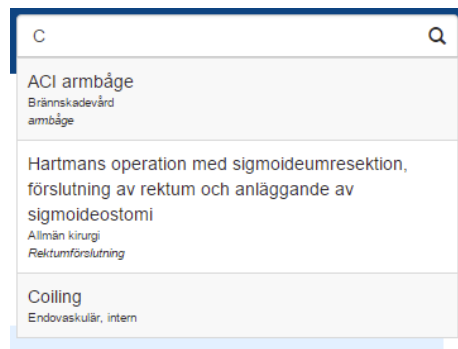 C
ACI armbåge
Brännskadevård
armbåge
Hartmans operation med sigmoideumresektion,
förslutning av rektum och anläggande av
sigmoideostomi
Allmän kirurgi
Rektumförslutning
Coiling
Endovaskulär, intern